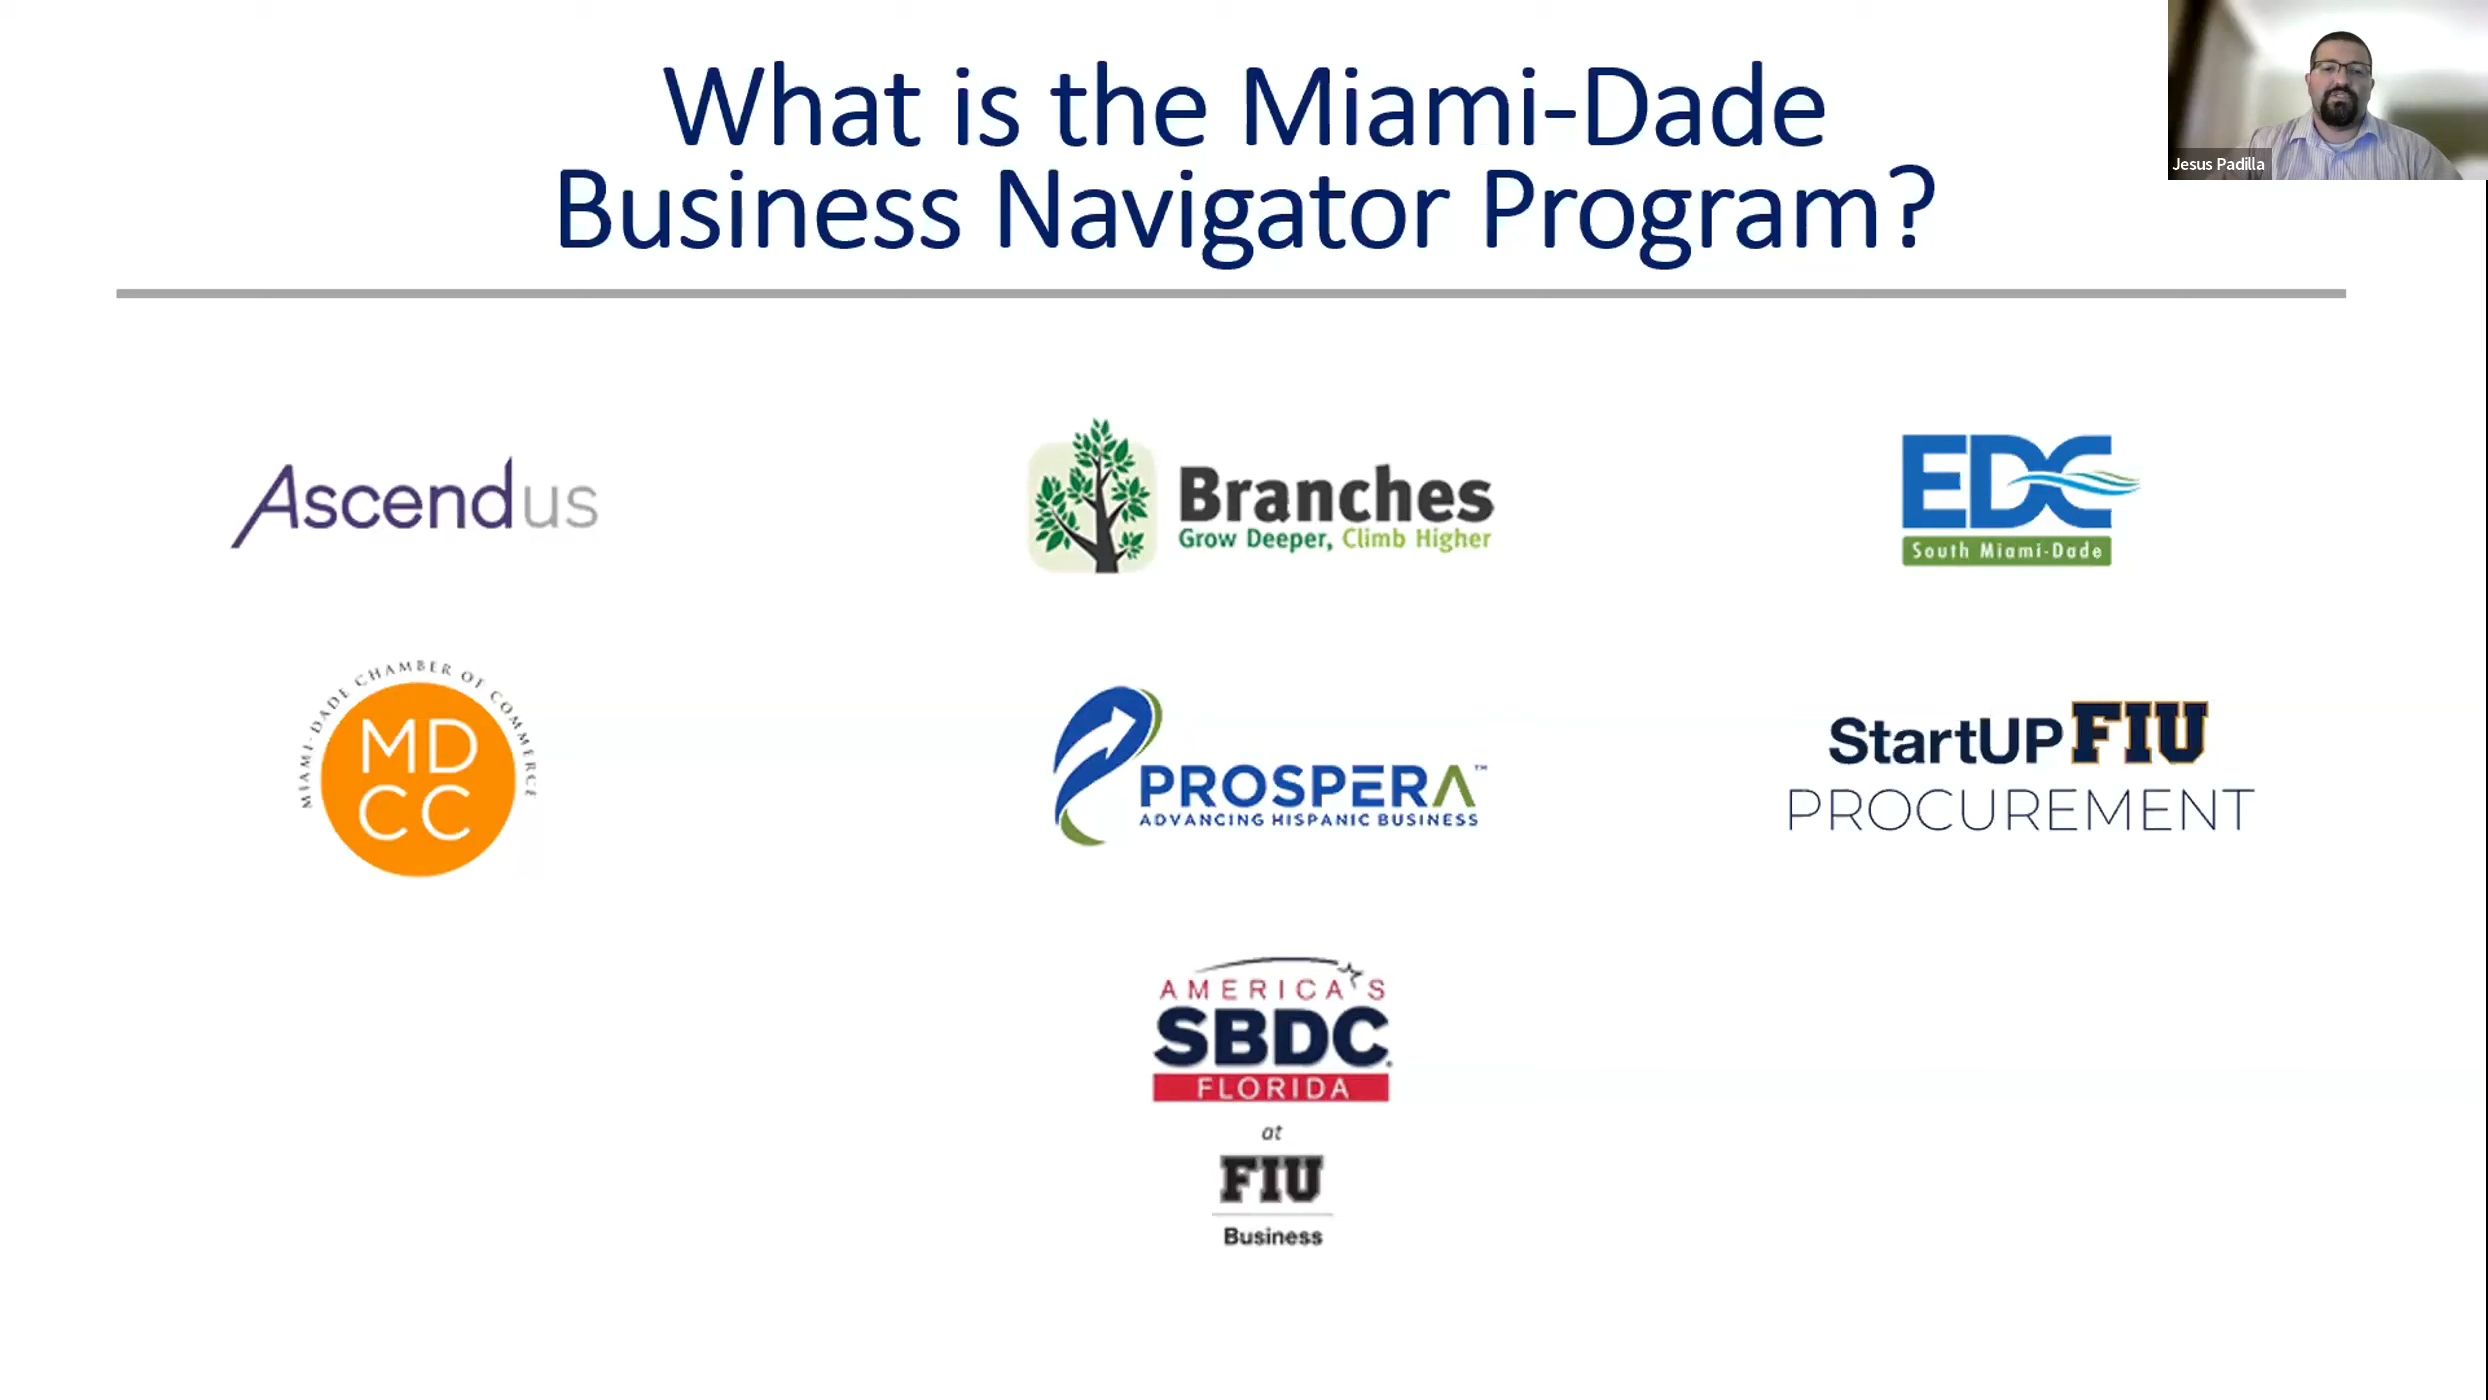 What is the Miami-Dade
Business Navigator Program?
Jesus Padilla
Ascendus
Branches
Grow Deeper, Climb Higher
EDC
South Miami-Dade
MIAMI-DADE CHAMBER OF COMMERCE
MD
CC
PROSPERA™
ADVANCING HISPANIC BUSINESS
StartUP FIU
PROCUREMENT
AMERICA'S
SBDC
FLORIDA
at
FIU
Business